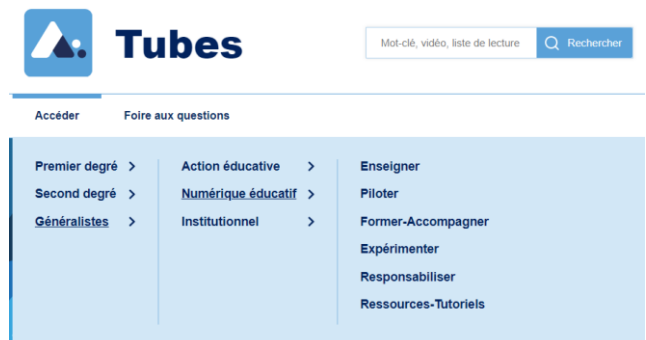 Tubes
Mot-clé, vidéo, liste de lecture
Rechercher
Accéder
Foire aux questions
Premier degré
Second degré
Généralistes
Action éducative
Numérique éducatif
Institutionnel
Enseigner
Piloter
Former-Accompagner
Expérimenter
Responsabiliser
Ressources-Tutoriels